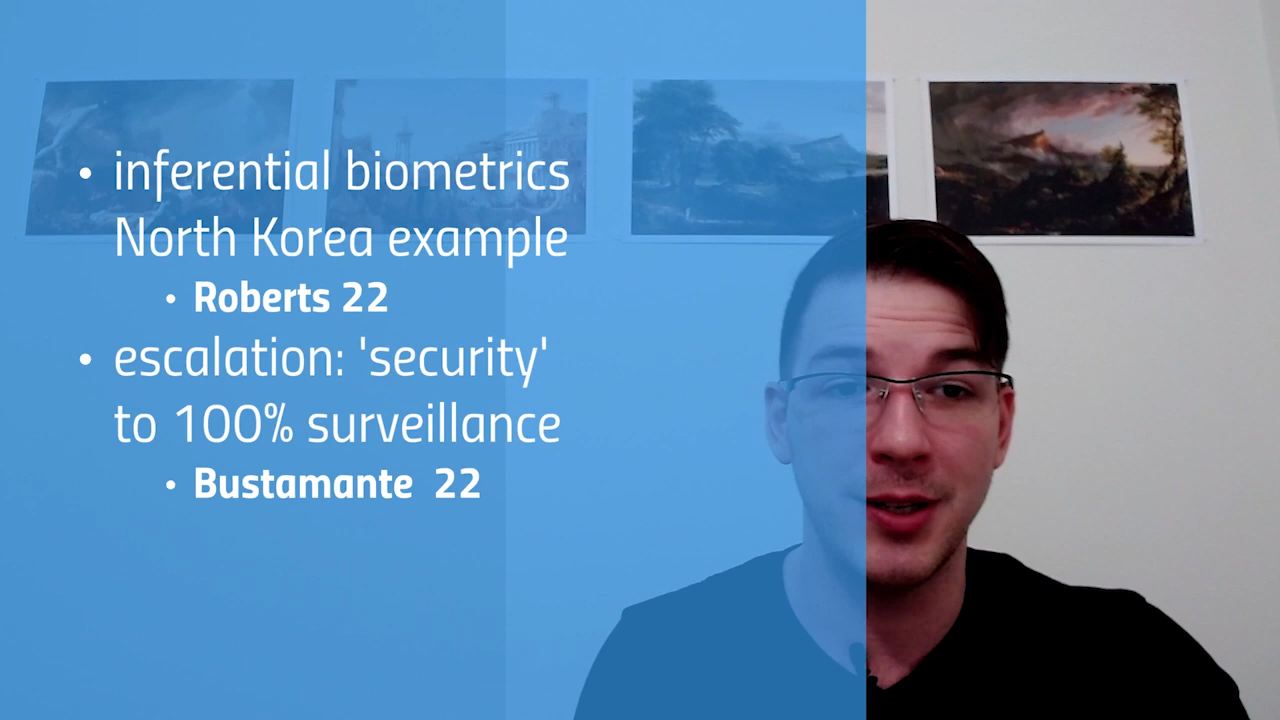 • inferential biometrics
North Korea example
• Roberts 22
• escalation: 'security'
to 100% surveillance
• Bustamante 22